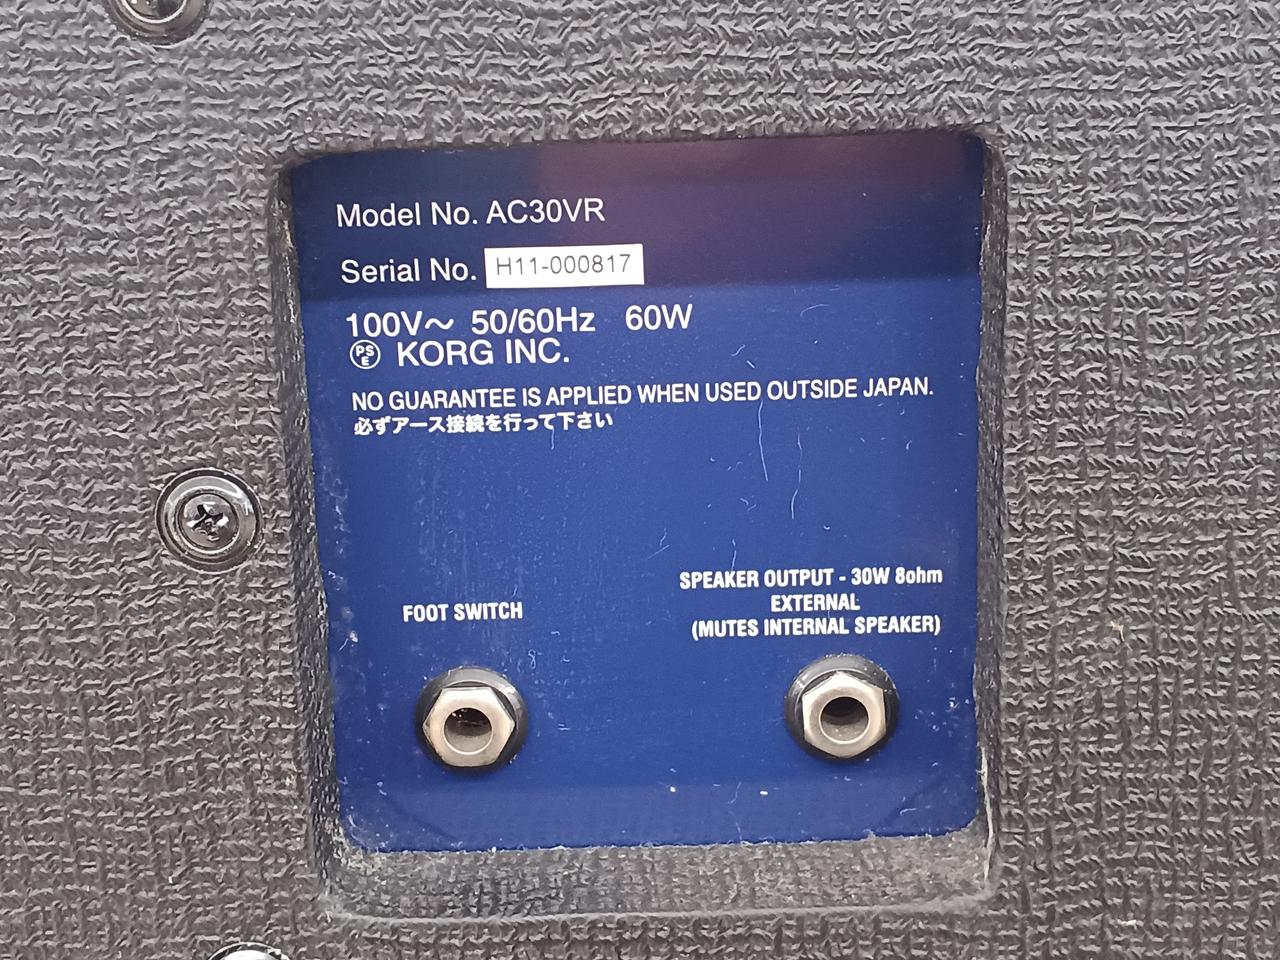 Model No. AC30VR
Serial No. H11-000817
100V～ 50/60Hz 60W
PSE KORG INC.
NO GUARANTEE IS APPLIED WHEN USED OUTSIDE JAPAN.
必ずアース接続を行って下さい
FOOT SWITCH
SPEAKER OUTPUT - 30W 8ohm
EXTERNAL
(MUTES INTERNAL SPEAKER)